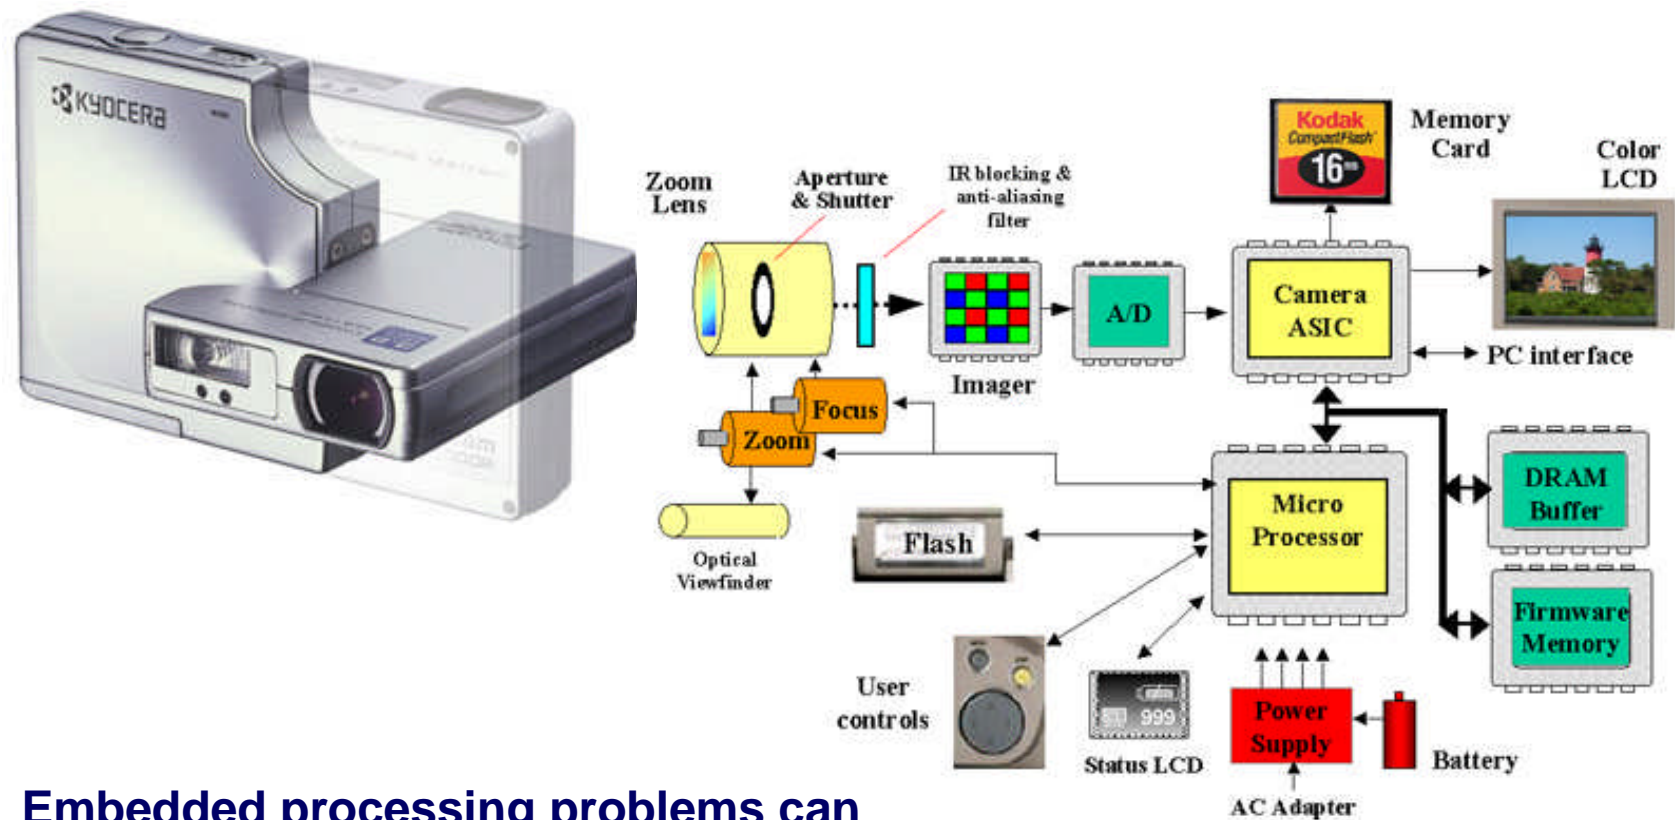 KYOCERA
Zoom
Lens
Aperture
& Shutter
IR blocking &
anti-aliasing
filter
Kodak
CompactFlash
16
Memory
Card
Color
LCD
Imager
A/D
Camera
ASIC
PC interface
Focus
Zoom
Optical
Viewfinder
Flash
Micro
Processor
DRAM
Buffer
Firmware
Memory
User
controls
999
Status LCD
Power
Supply
Battery
AC Adapter
Embedded processing problems can